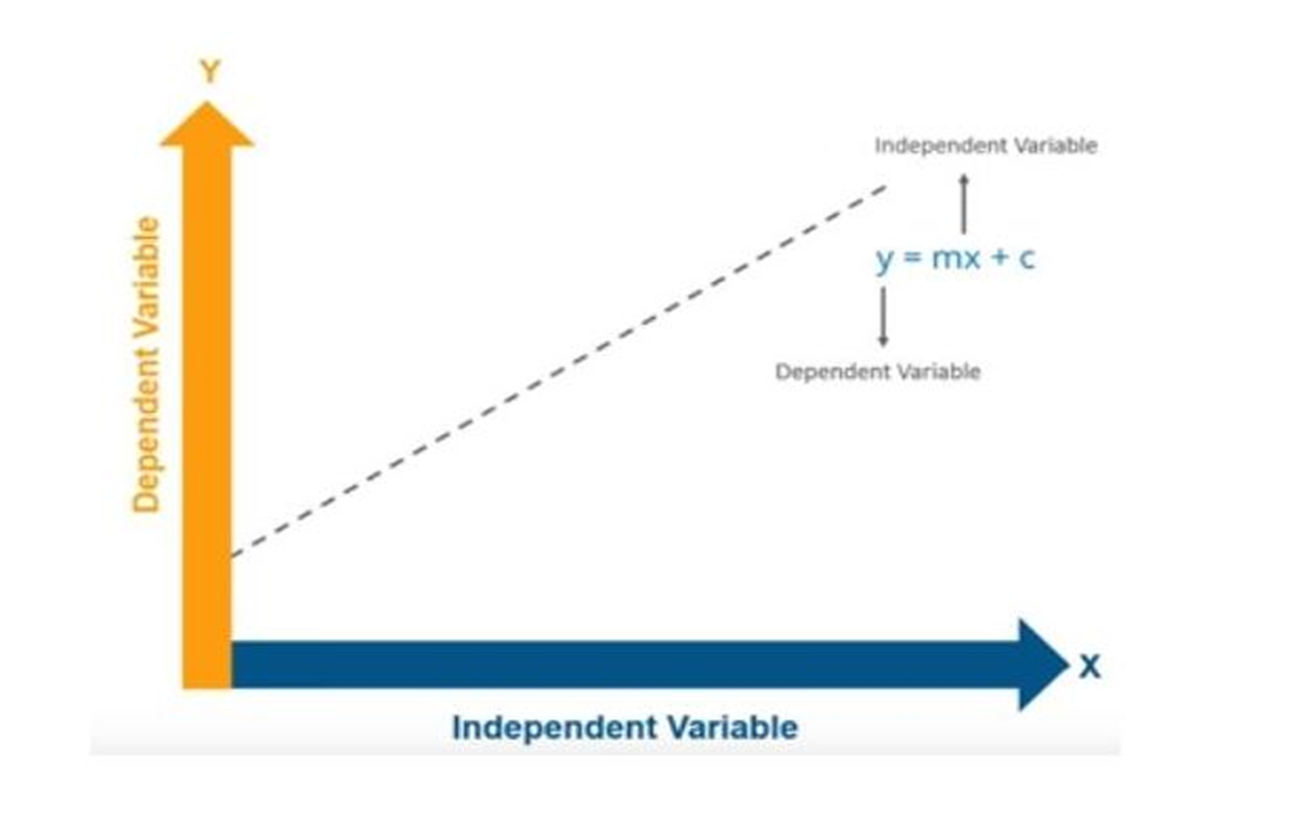 Y
Independent Variable
y = mx + c
Dependent Variable
Dependent Variable
X
Independent Variable